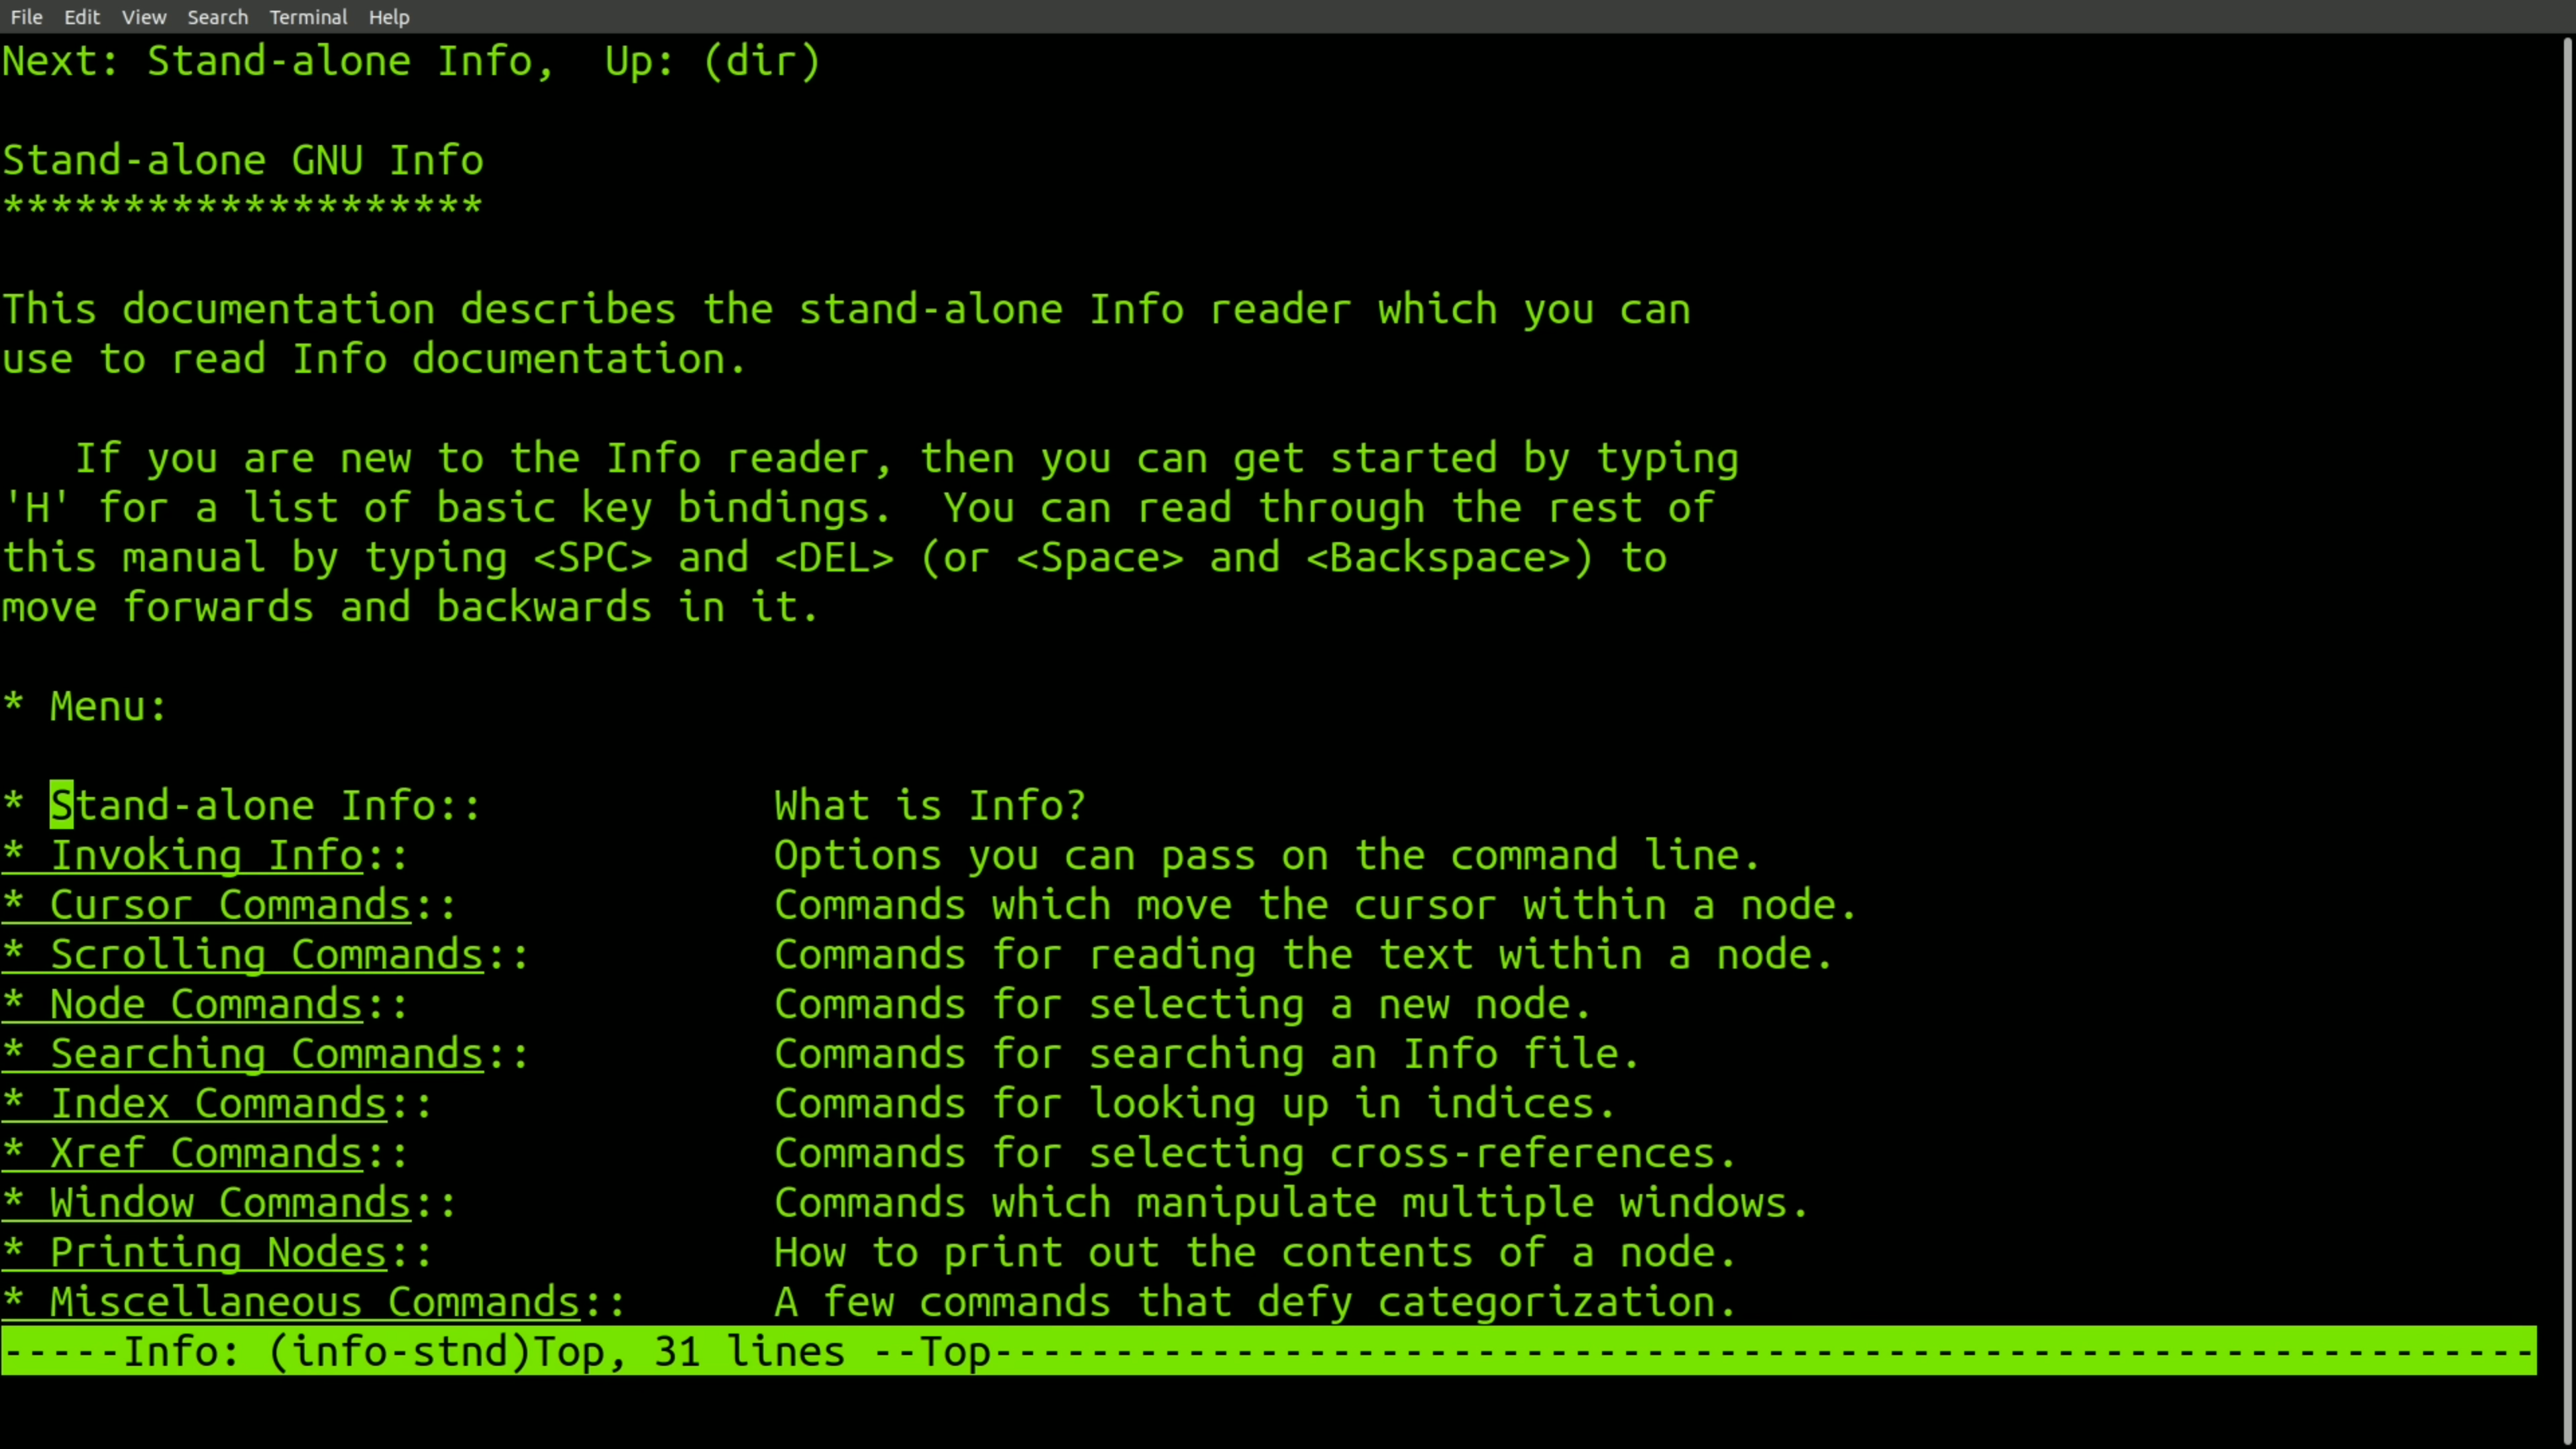 File Edit View Search Terminal Help
Next: Stand-alone Info,  Up: (dir)
Stand-alone GNU Info
********************
This documentation describes the stand-alone Info reader which you can
use to read Info documentation.
   If you are new to the Info reader, then you can get started by typing
'H' for a list of basic key bindings.  You can read through the rest of
this manual by typing <SPC> and <DEL> (or <Space> and <Backspace>) to
move forwards and backwards in it.
* Menu:
* Stand-alone Info::            What is Info?
* Invoking Info::               Options you can pass on the command line.
* Cursor Commands::             Commands which move the cursor within a node.
* Scrolling Commands::          Commands for reading the text within a node.
* Node Commands::               Commands for selecting a new node.
* Searching Commands::          Commands for searching an Info file.
* Index Commands::              Commands for looking up in indices.
* Xref Commands::               Commands for selecting cross-references.
* Window Commands::             Commands which manipulate multiple windows.
* Printing Nodes::              How to print out the contents of a node.
* Miscellaneous Commands::      A few commands that defy categorization.
-----Info: (info-stnd)Top, 31 lines --Top----------------------------------------------------------------